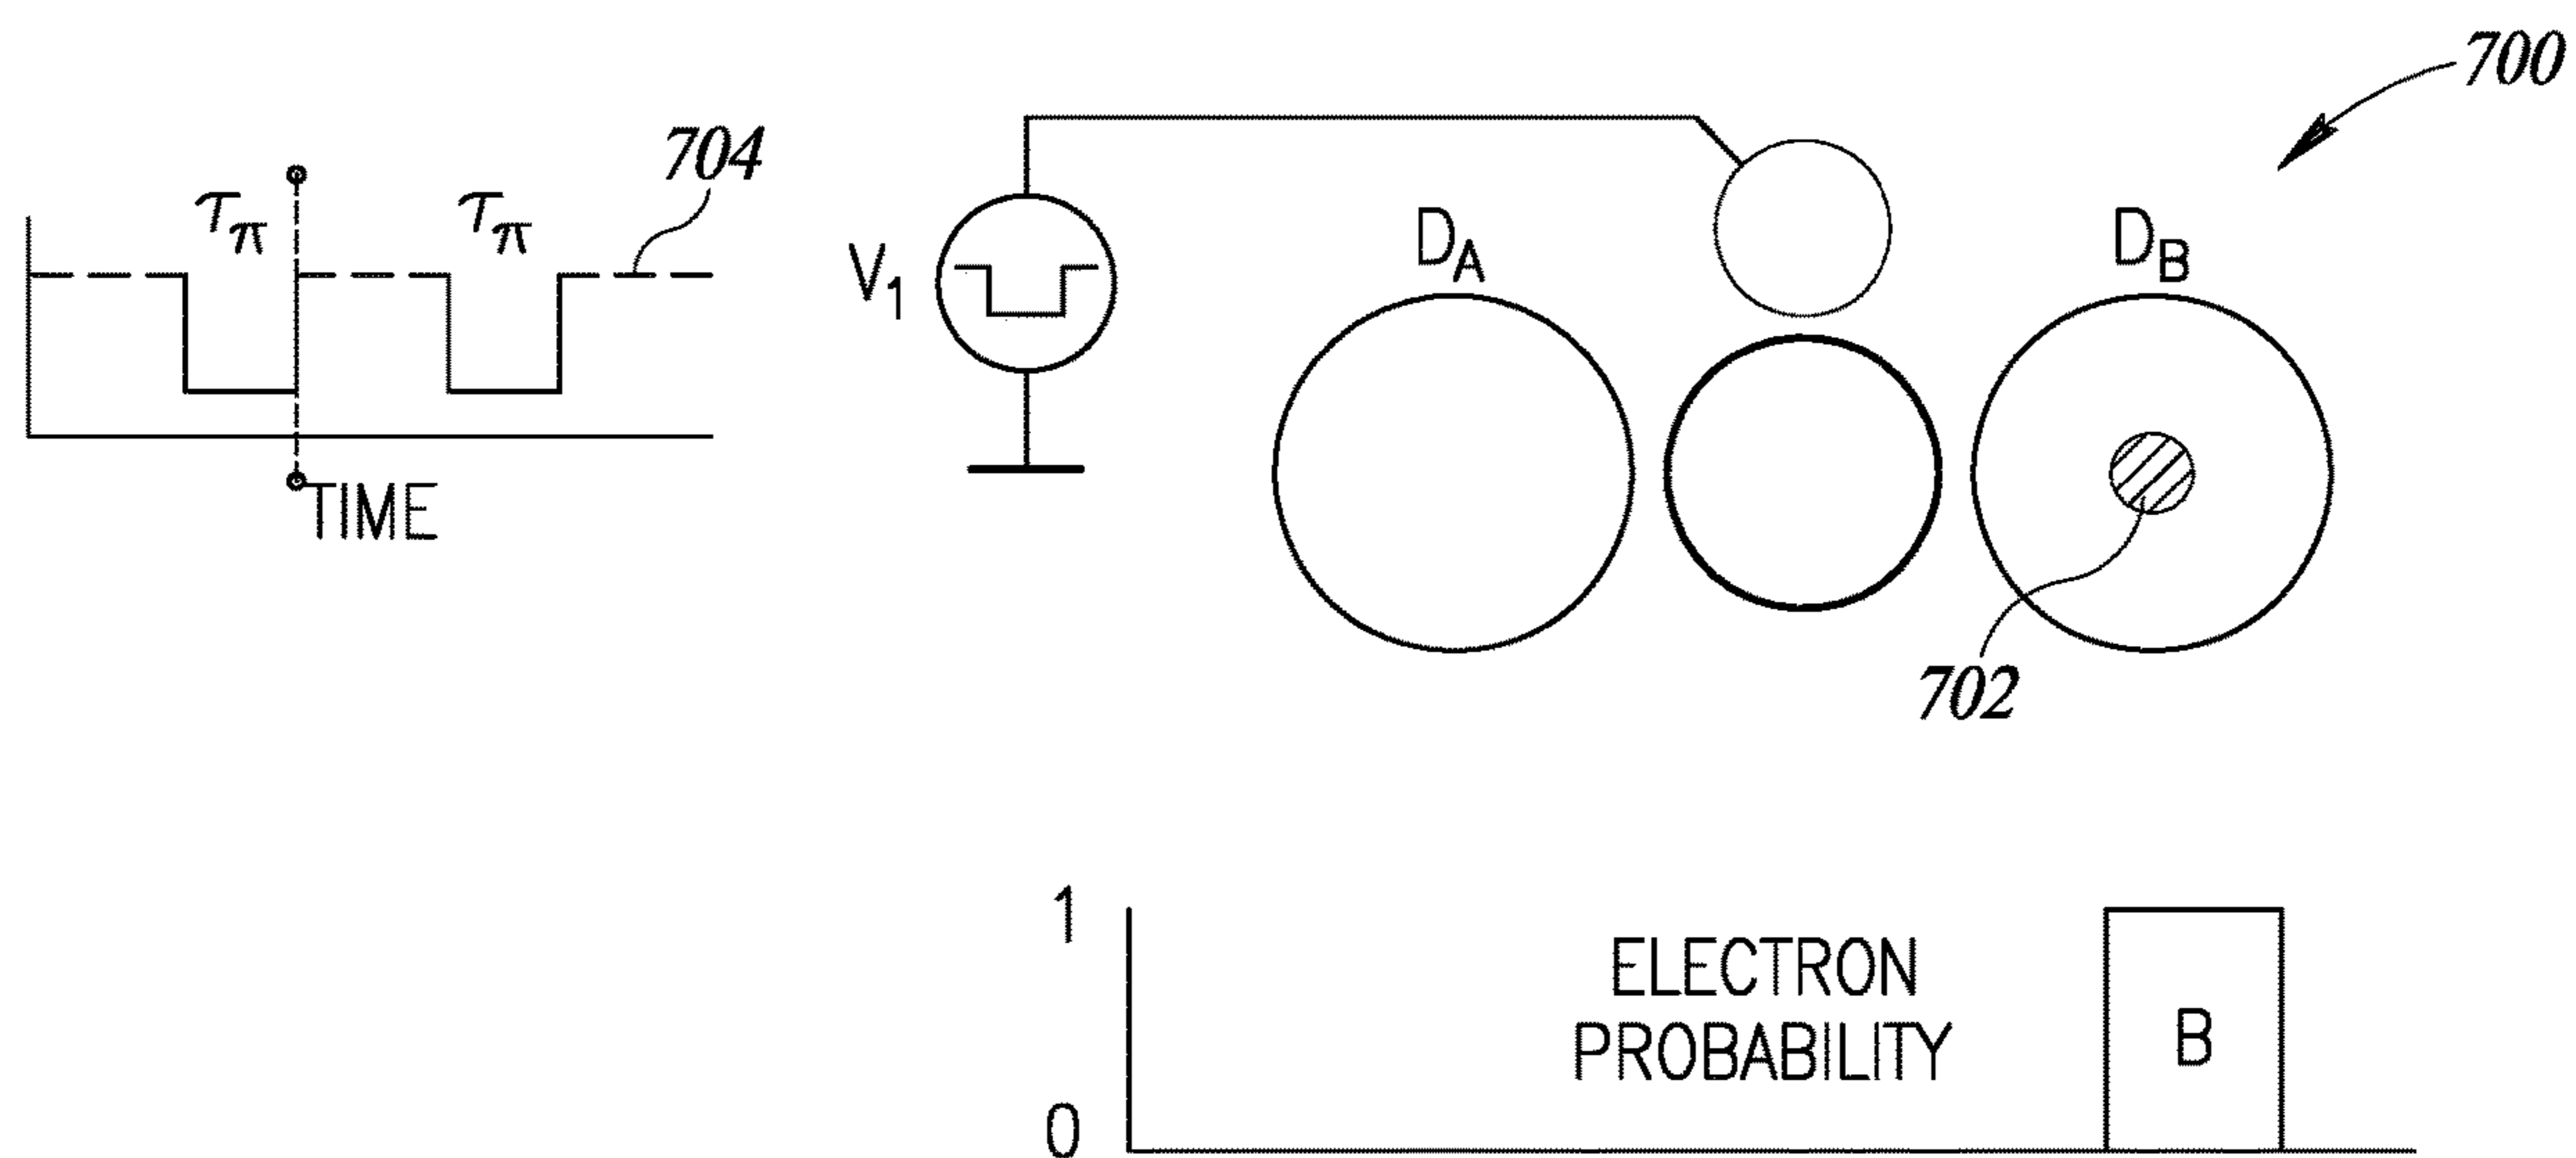 700
704
τπ τπ
TIME
V1
DA
DB
702
1
ELECTRON
PROBABILITY
B
0